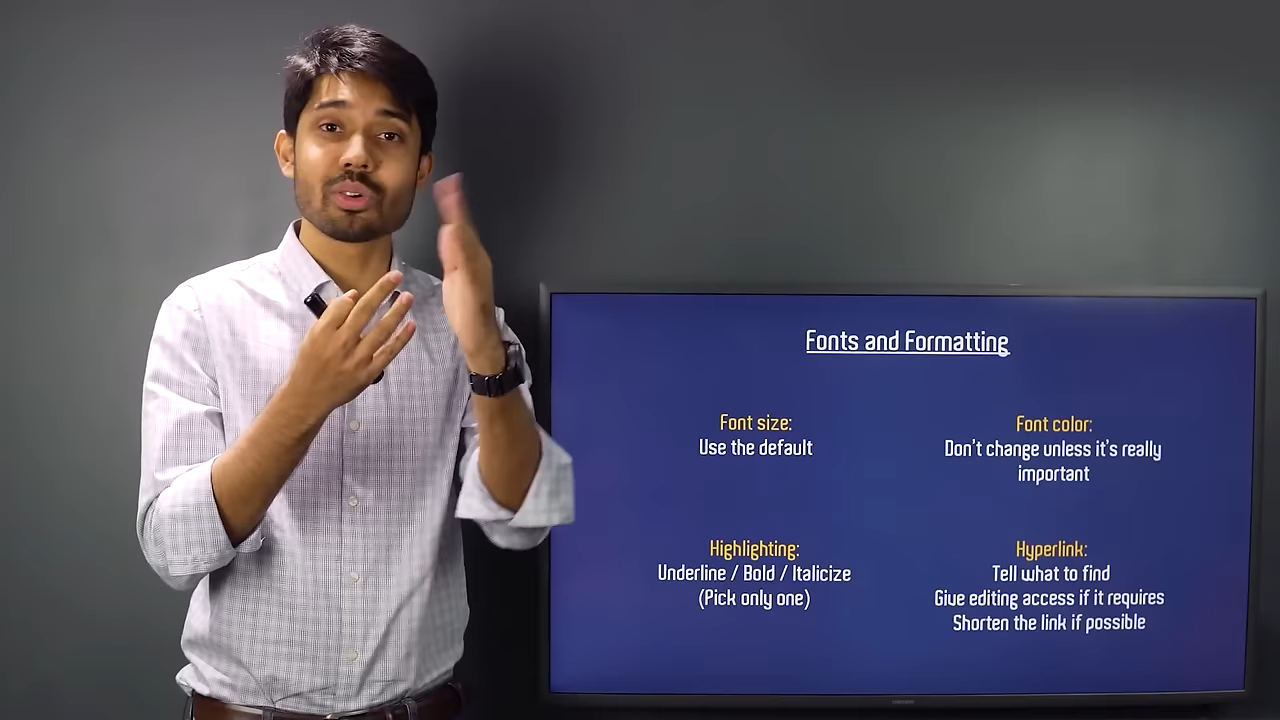 Fonts and Formatting
Font size:
Use the default
Font color:
Don't change unless it's really
important
Highlighting:
Underline / Bold / Italicize
(Pick only one)
Hyperlink:
Tell what to find
Give editing access if it requires
Shorten the link if possible